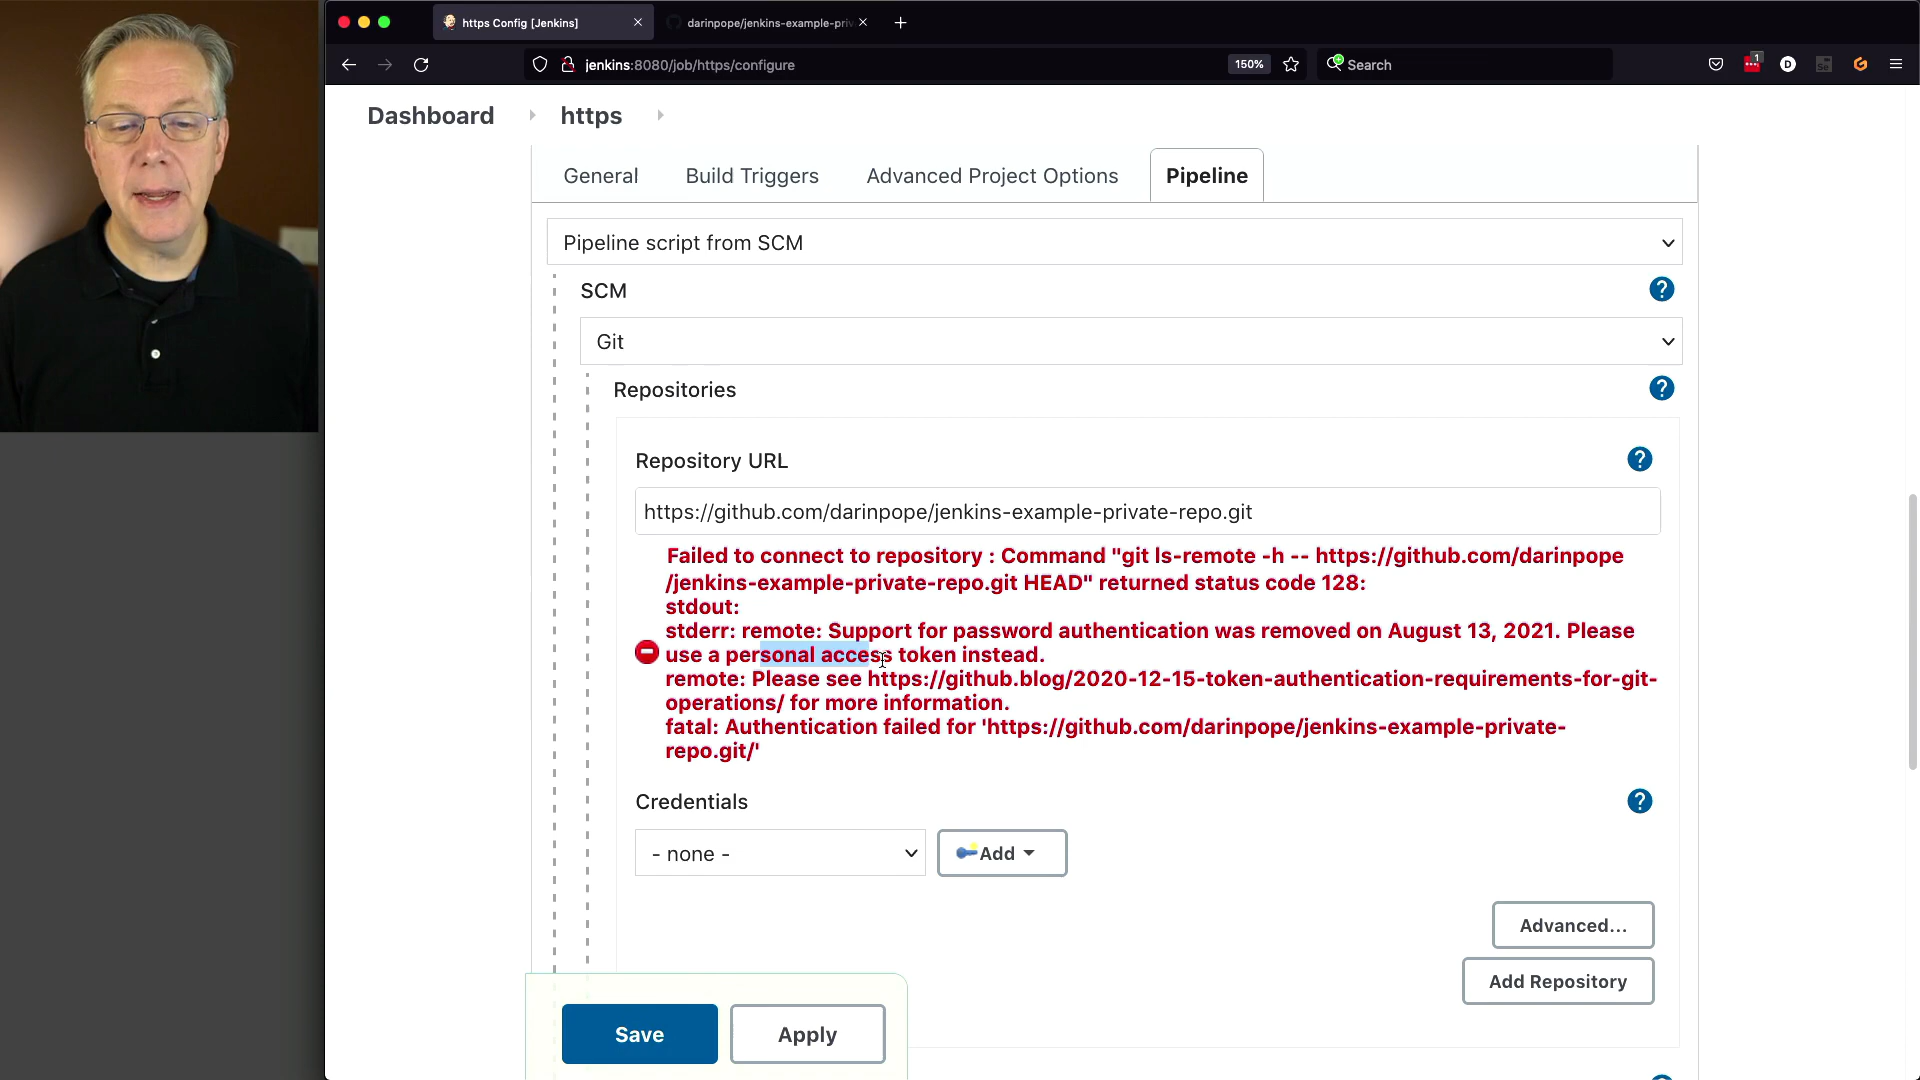 https Config [Jenkins]
darinpope/jenkins-example-priv
jenkins:8080/job/https/configure
150%
Search
1
D
Se
Dashboard
https
General
Build Triggers
Advanced Project Options
Pipeline
Pipeline script from SCM
SCM
?
Git
Repositories
?
Repository URL
?
https://github.com/darinpope/jenkins-example-private-repo.git
Failed to connect to repository : Command "git ls-remote -h -- https://github.com/darinpope
/jenkins-example-private-repo.git HEAD" returned status code 128:
stdout:
stderr: remote: Support for password authentication was removed on August 13, 2021. Please
use a personal access token instead.
remote: Please see https://github.blog/2020-12-15-token-authentication-requirements-for-git-
operations/ for more information.
fatal: Authentication failed for 'https://github.com/darinpope/jenkins-example-private-
repo.git/'
Credentials
?
- none -
Add
Advanced...
Add Repository
Save
Apply